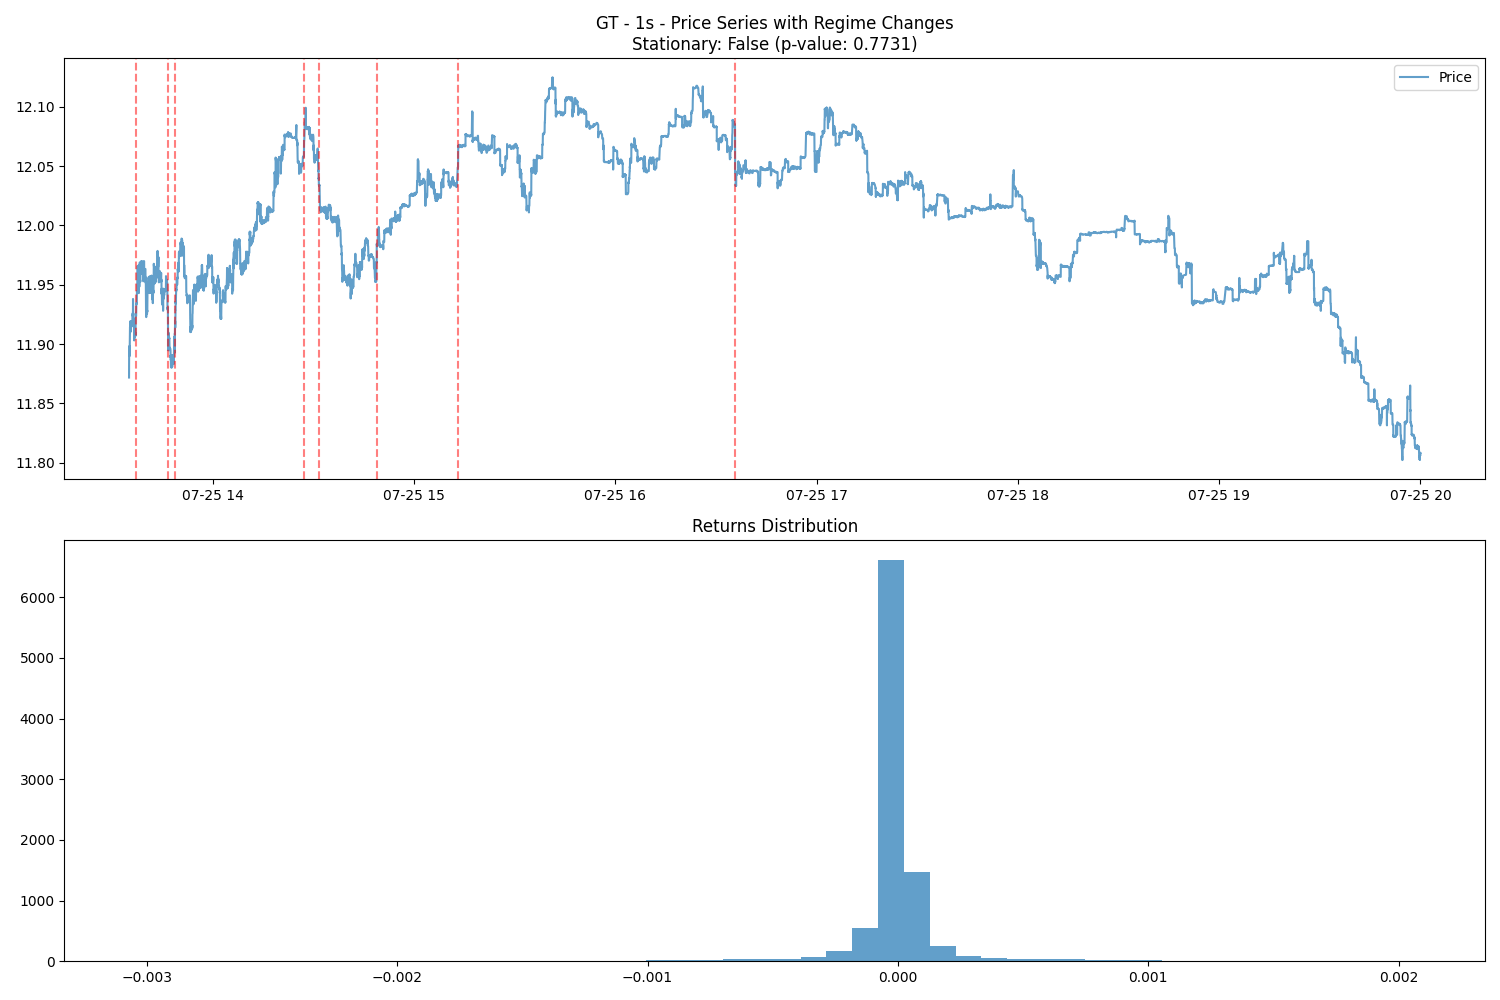 GT - 1s - Price Series with Regime Changes
Stationary: False (p-value: 0.7731)
Price
12.10
12.05
12.00
11.95
11.90
11.85
11.80
07-25 14 07-25 15 07-25 16 07-25 17 07-25 18 07-25 19 07-25 20
Returns Distribution
6000
5000
4000
3000
2000
1000
0
−0.003 −0.002 −0.001 0.000 0.001 0.002